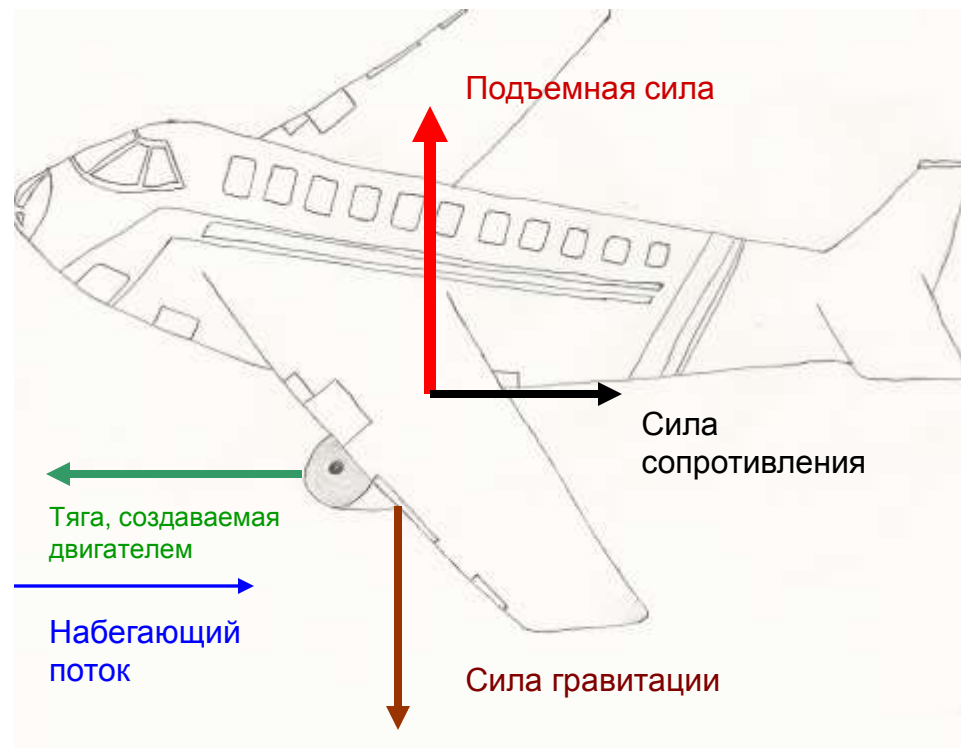 Подъемная сила
Сила
сопротивления
Тяга, создаваемая
двигателем
Набегающий
поток
Сила гравитации